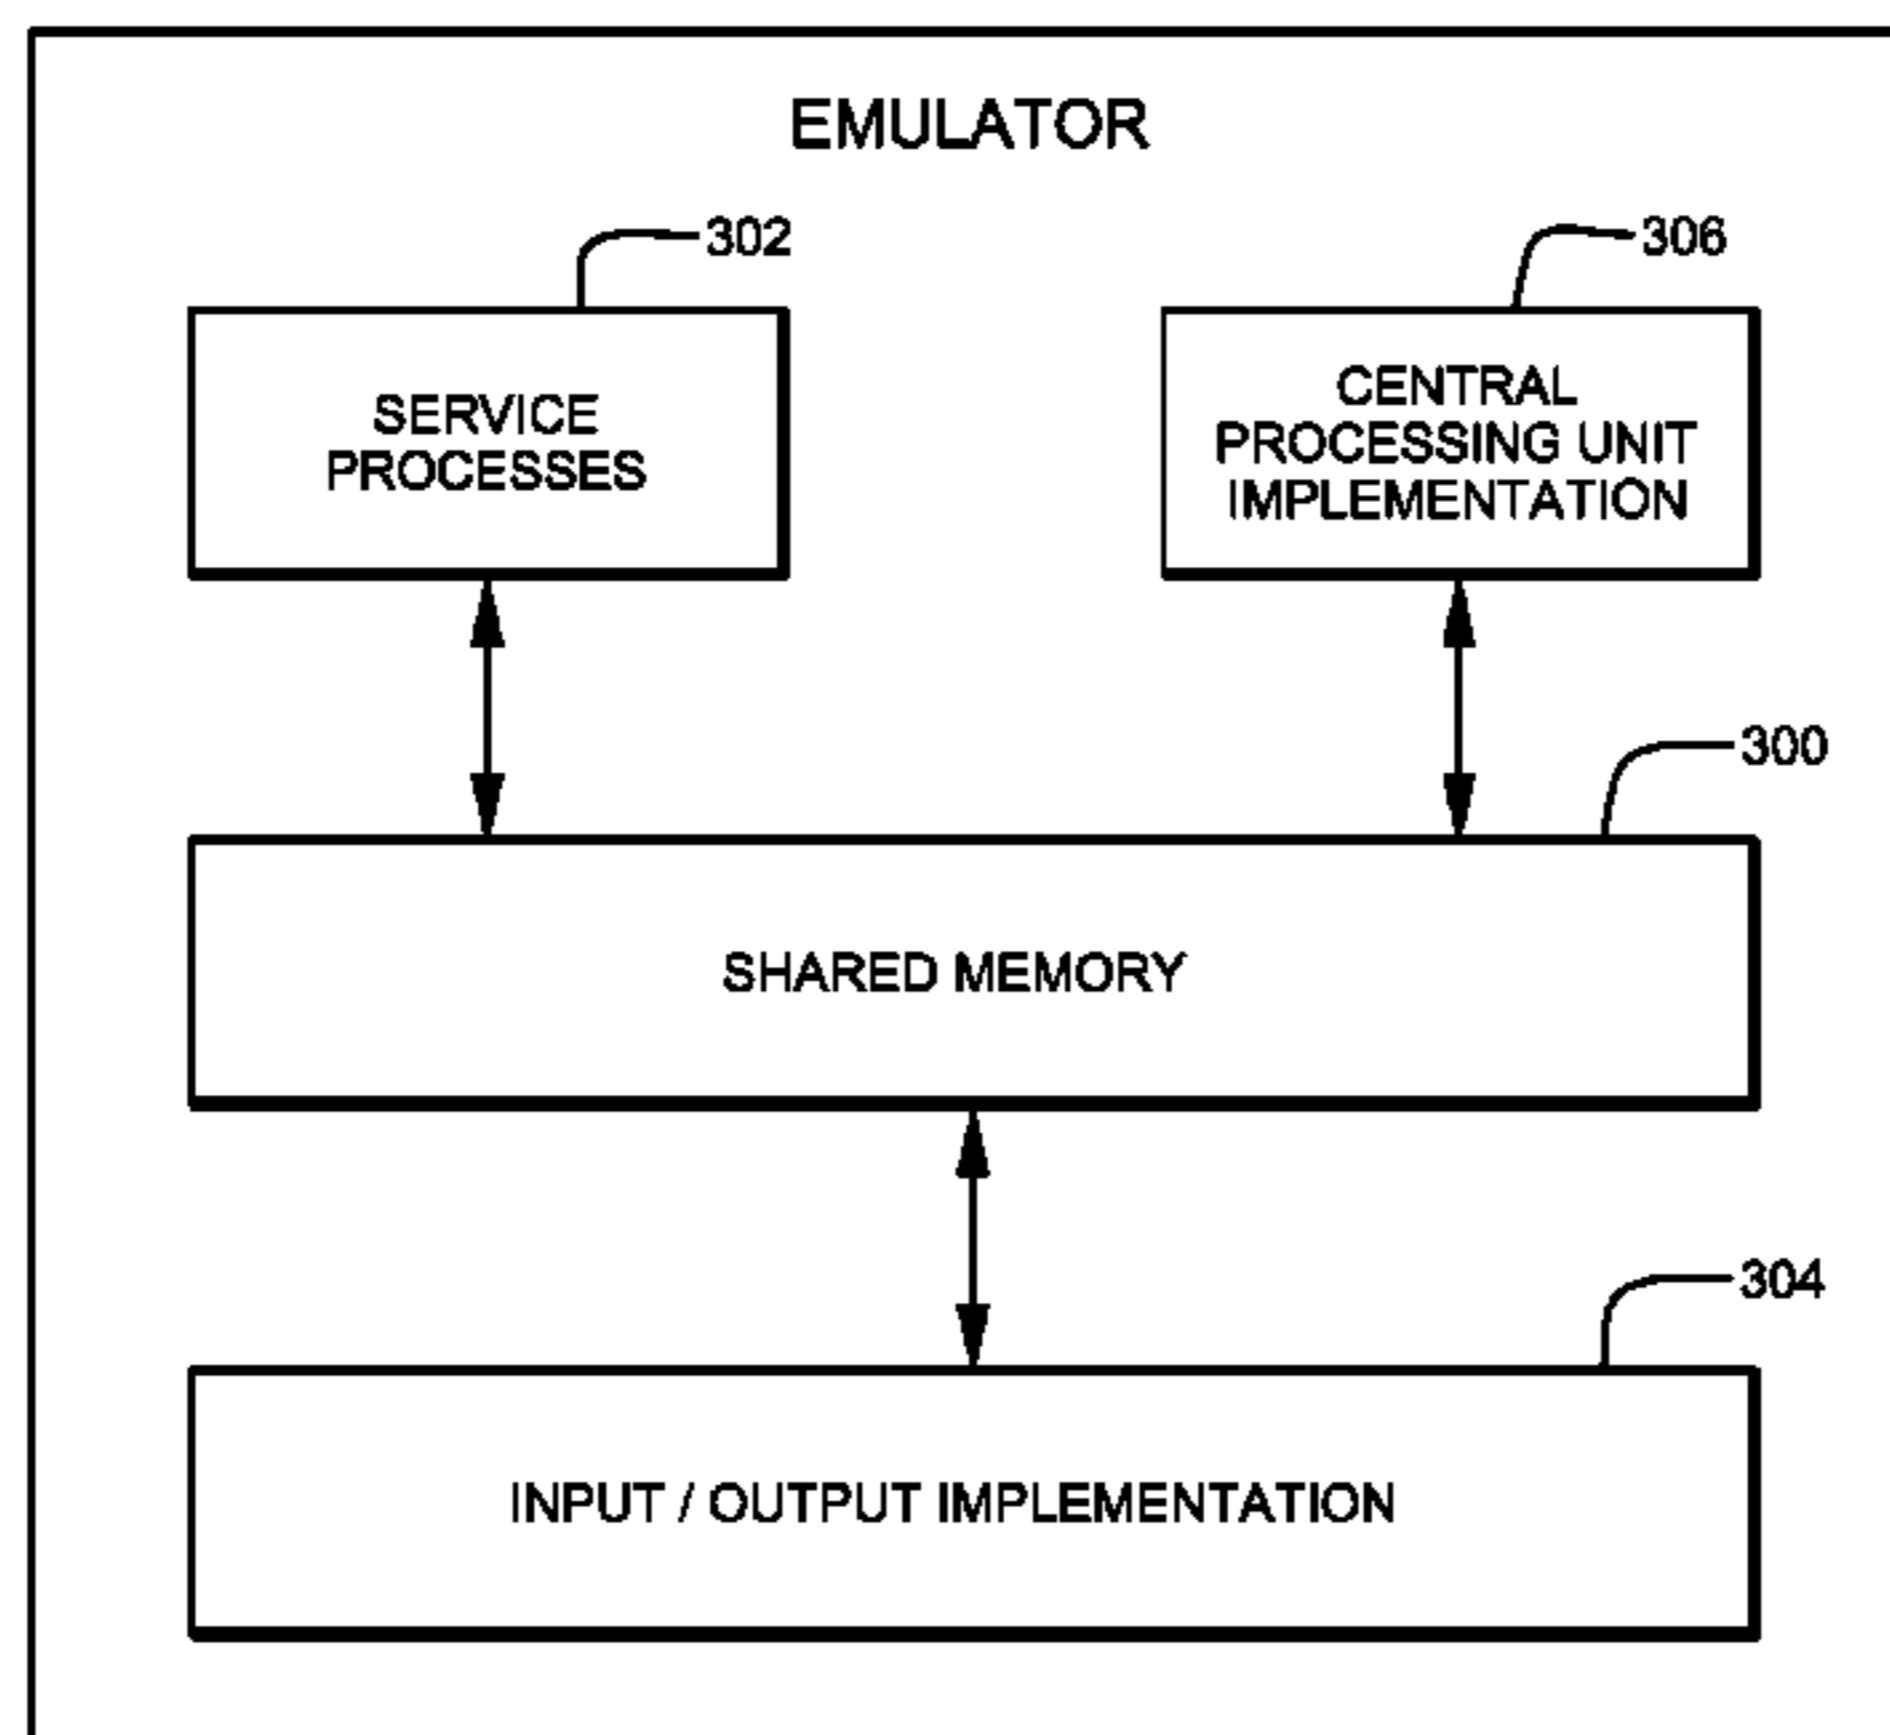 EMULATOR
302
306
SERVICE
PROCESSES
CENTRAL
PROCESSING UNIT
IMPLEMENTATION
300
SHARED MEMORY
304
INPUT / OUTPUT IMPLEMENTATION